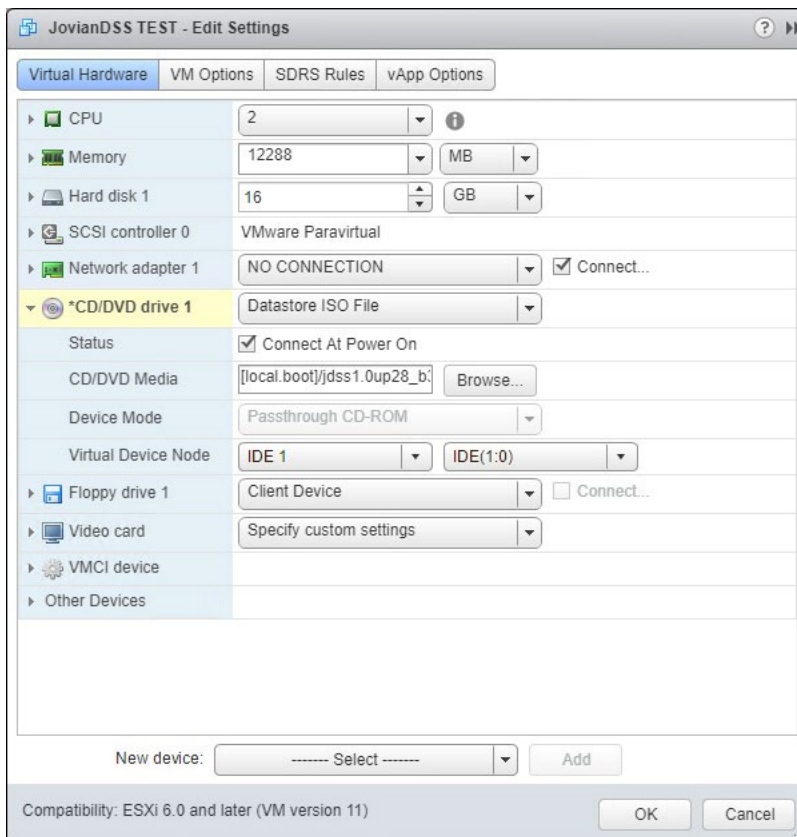 JovianDSS TEST - Edit Settings ?
Virtual Hardware VM Options SDRS Rules vApp Options
CPU 2
Memory 12288 MB
Hard disk 1 16 GB
SCSI controller 0 VMware Paravirtual
Network adapter 1 NO CONNECTION Connect...
*CD/DVD drive 1 Datastore ISO File
Status Connect At Power On
CD/DVD Media [local.boot]/jdss1.0up28_b Browse...
Device Mode Passthrough CD-ROM
Virtual Device Node IDE 1 IDE(1:0)
Floppy drive 1 Client Device Connect...
Video card Specify custom settings
VMCI device
Other Devices
New device: ------- Select ------- Add
Compatibility: ESXi 6.0 and later (VM version 11) OK Cancel